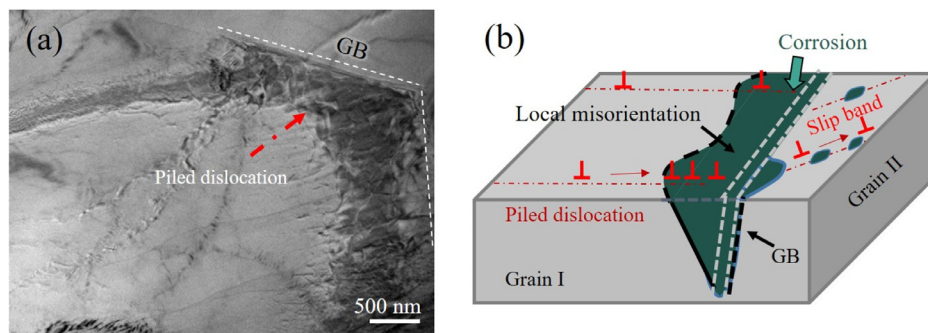 (a)
GB
Piled dislocation
500 nm
(b)
Corrosion
Local misorientation
Slip band
Piled dislocation
Grain II
GB
Grain I